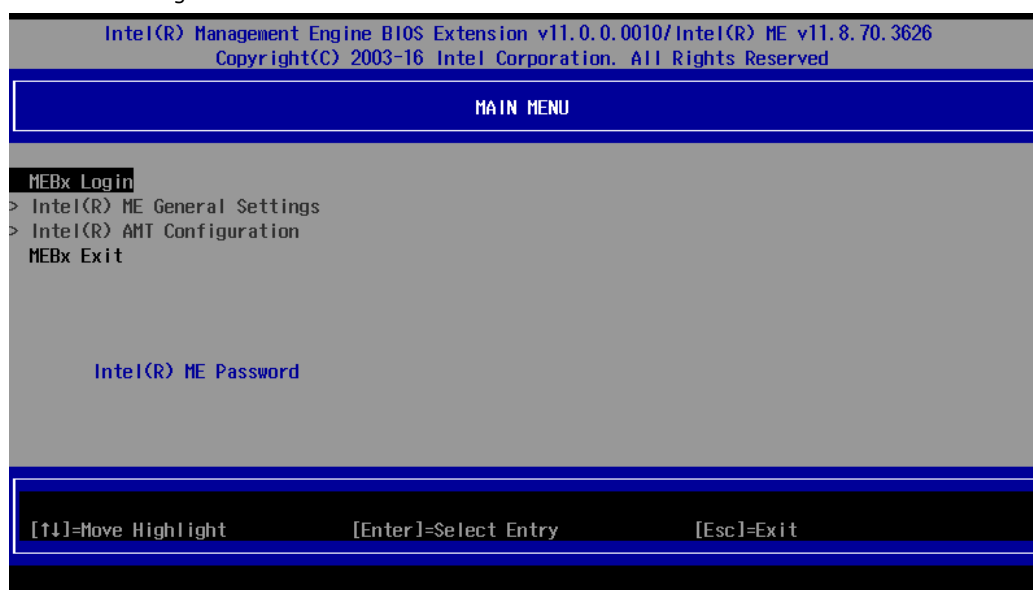 Intel(R) Management Engine BIOS Extension v11.0.0.0010/Intel(R) ME v11.8.70.3626
Copyright(C) 2003-16 Intel Corporation. All Rights Reserved
MAIN MENU
MEBx Login
> Intel(R) ME General Settings
> Intel(R) AMT Configuration
MEBx Exit
Intel(R) ME Password
[↑↓]=Move Highlight [Enter]=Select Entry [Esc]=Exit